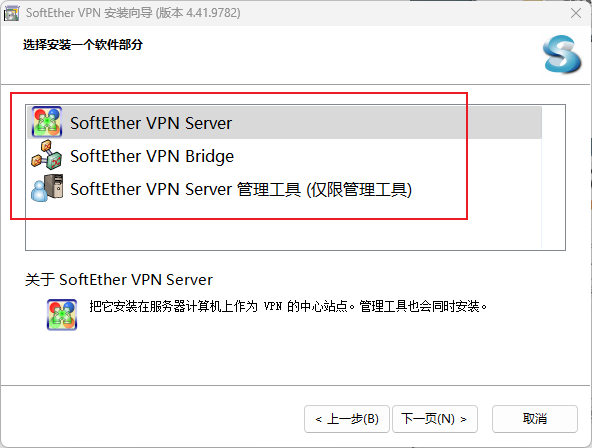 SoftEther VPN 安装向导 (版本 4.41.9782)
选择安装一个软件部分
SoftEther VPN Server
SoftEther VPN Bridge
SoftEther VPN Server 管理工具 (仅限管理工具)
关于 SoftEther VPN Server
把它安装在服务器计算机上作为 VPN 的中心站点。管理工具也会同时安装。
< 上一步(B) 下一页(N) > 取消